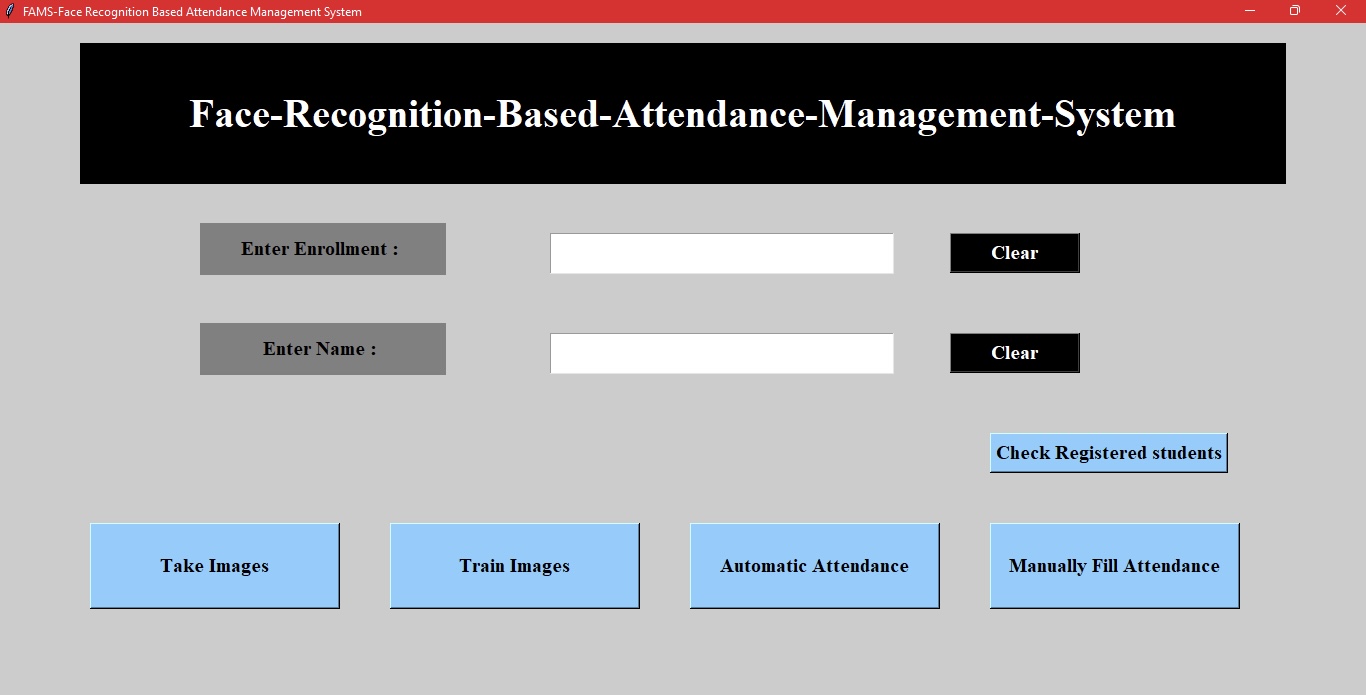 FAMS-Face Recognition Based Attendance Management System
Face-Recognition-Based-Attendance-Management-System
Enter Enrollment :
Clear
Enter Name :
Clear
Check Registered students
Take Images
Train Images
Automatic Attendance
Manually Fill Attendance